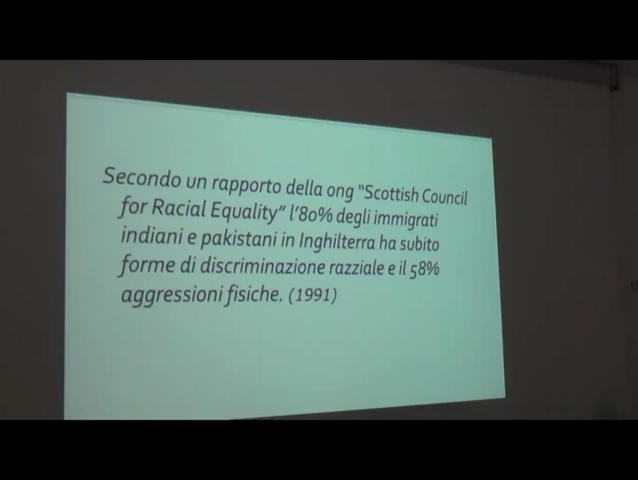 Secondo un rapporto della ong "Scottish Council
for Racial Equality" l'80% degli immigrati
indiani e pakistani in Inghilterra ha subito
forme di discriminazione razziale e il 58%
aggressioni fisiche. (1991)